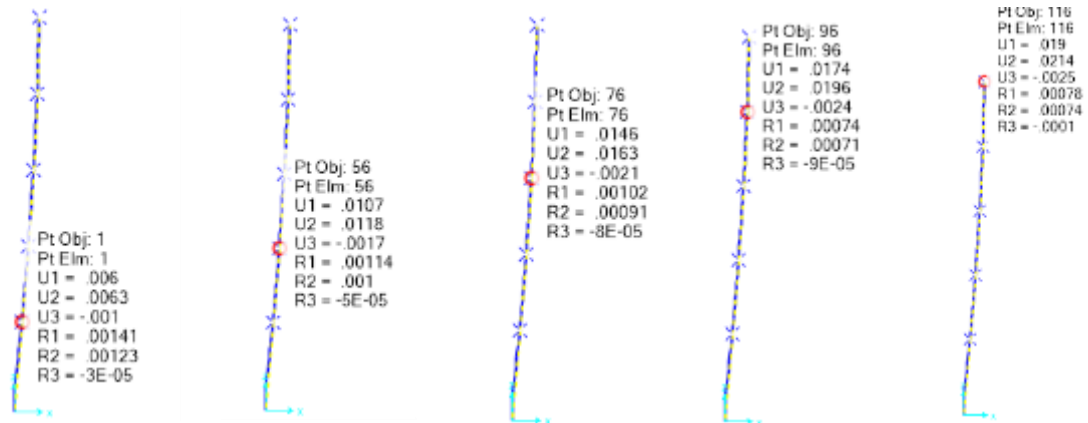 Pt Obj: 1
Pt Elm: 1
U1 = .006
U2 = .0063
U3 = -.001
R1 = .00141
R2 = .00123
R3 = -3E-05
Pt Obj: 56
Pt Elm: 56
U1 = .0107
U2 = .0118
U3 = -.0017
R1 = .00114
R2 = .001
R3 = -5E-05
Pt Obj: 76
Pt Elm: 76
U1 = .0146
U2 = .0163
U3 = -.0021
R1 = .00102
R2 = .00091
R3 = -8E-05
Pt Obj: 96
Pt Elm: 96
U1 = .0174
U2 = .0196
U3 = -.0024
R1 = .00074
R2 = .00071
R3 = -9E-05
Pt Obj: 116
Pt Elm: 116
U1 = .019
U2 = .0214
U3 = -.0025
R1 = .00078
R2 = .00074
R3 = -.0001
x
x
x
x
x